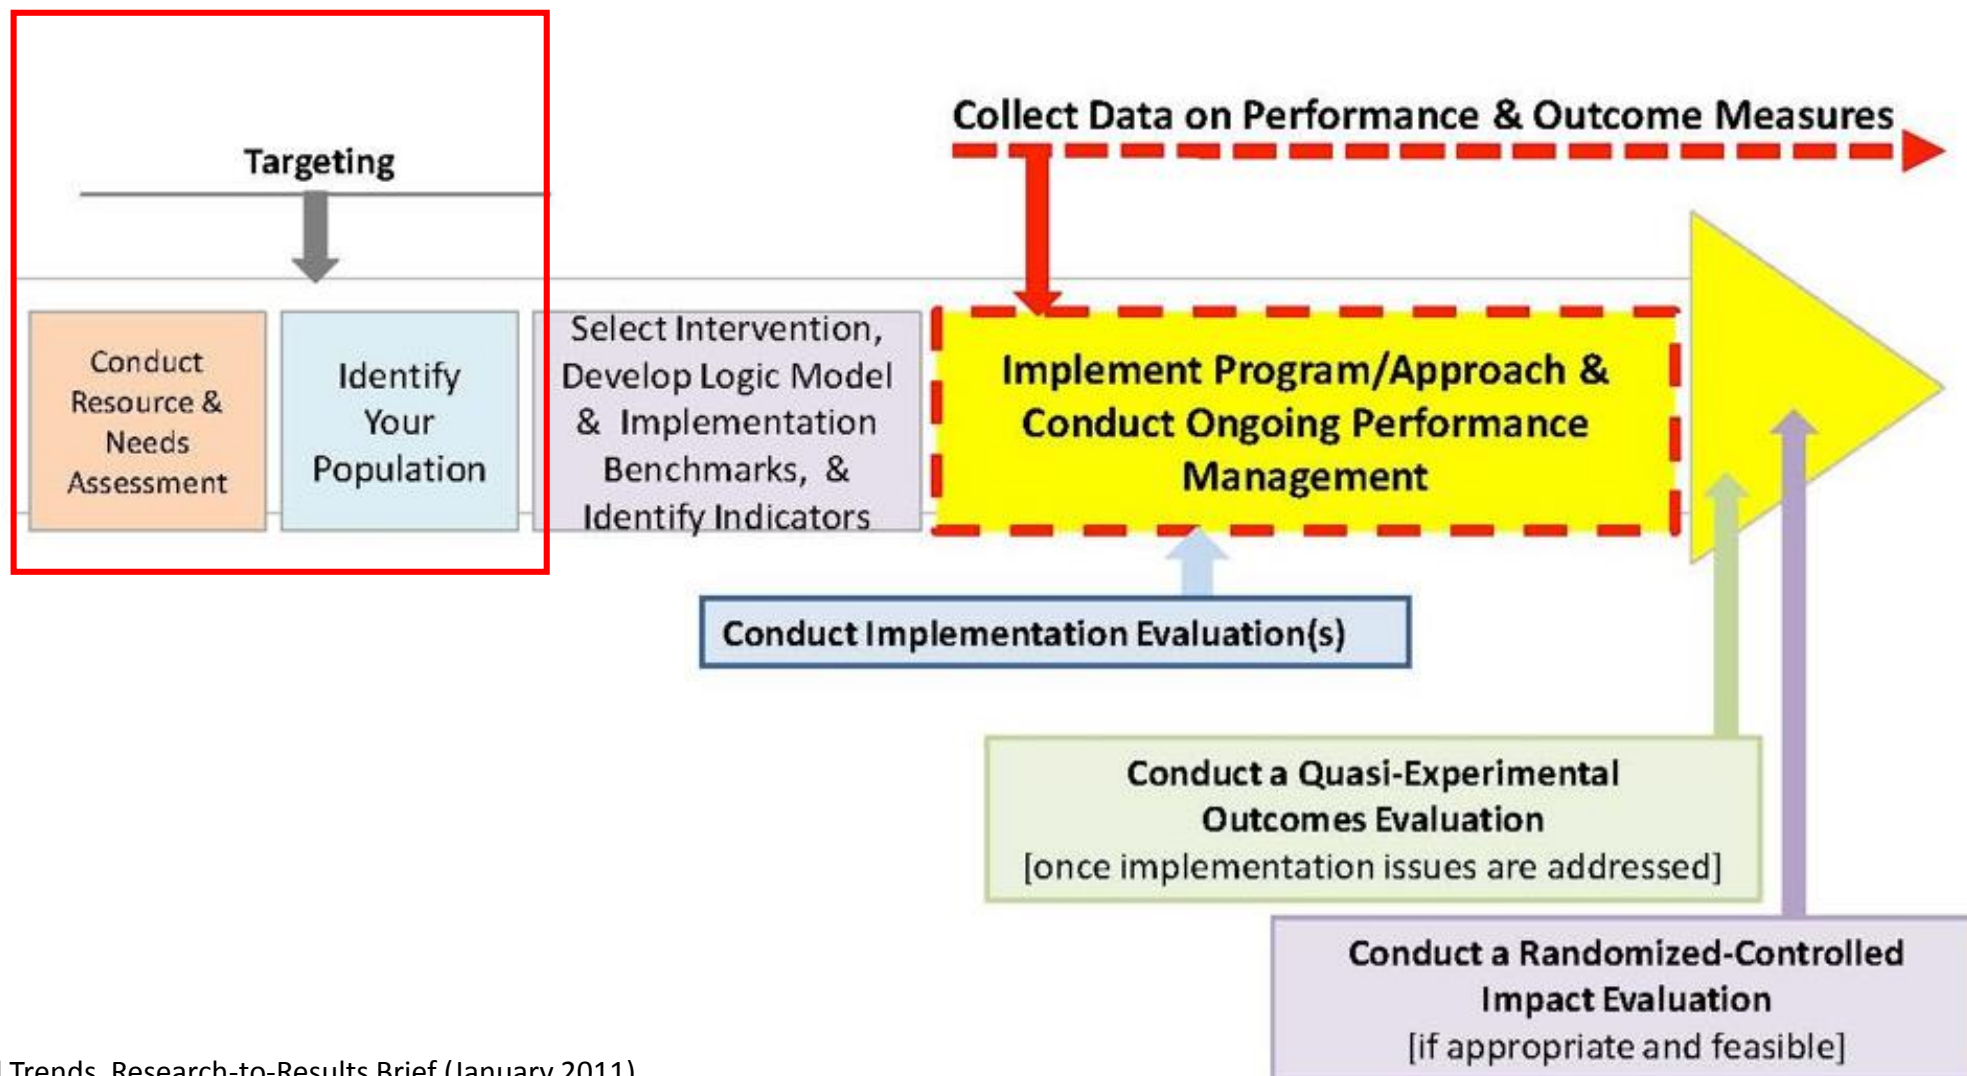 Collect Data on Performance & Outcome Measures
Targeting
Conduct
Resource &
Needs
Assessment
Identify
Your
Population
Select Intervention,
Develop Logic Model
& Implementation
Benchmarks, &
Identify Indicators
Implement Program/Approach &
Conduct Ongoing Performance
Management
Conduct Implementation Evaluation(s)
Conduct a Quasi-Experimental
Outcomes Evaluation
[once implementation issues are addressed]
Conduct a Randomized-Controlled
Impact Evaluation
[if appropriate and feasible]
Trends, Research-to-Results Brief (January 2011)